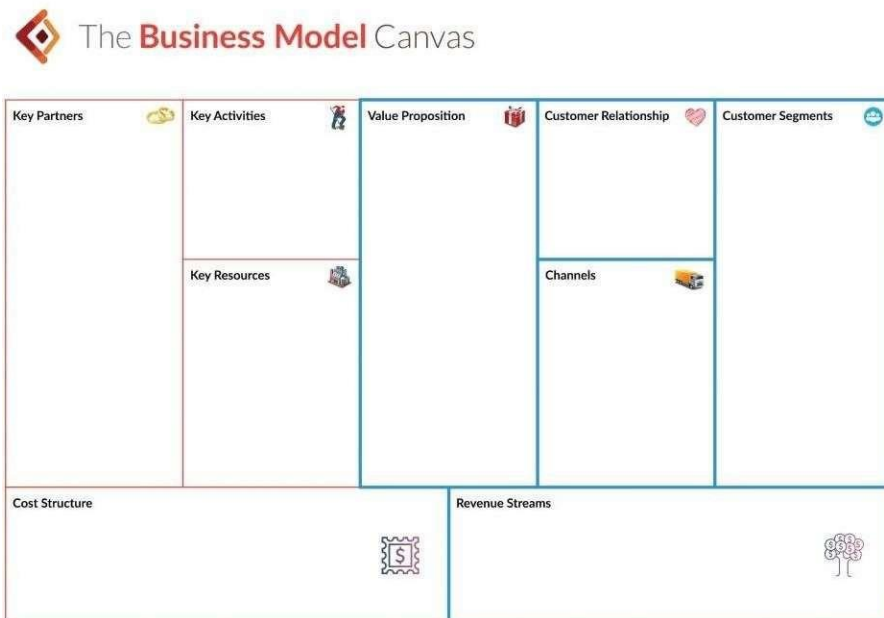 The Business Model Canvas
Key Partners
Key Activities
Value Proposition
Customer Relationship
Customer Segments
Key Resources
Channels
Cost Structure
Revenue Streams